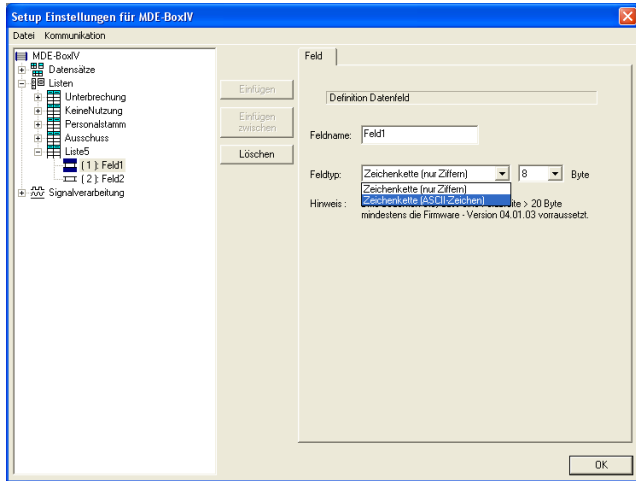 Setup Einstellungen für MDE-BoxIV
Datei Kommunikation
MDE-BoxIV
Datensätze
Listen
Unterbrechung
KeineNutzung
Personalstamm
Ausschuss
Liste5
( 1 ): Feld1
( 2 ): Feld2
Signalverarbeitung
Einfügen
Einfügen
zwischen
Löschen
Feld
Definition Datenfeld
Feldname: Feld1
Feldtyp: Zeichenkette (nur Ziffern) 8 Byte
Zeichenkette (nur Ziffern)
Zeichenkette (ASCII-Zeichen)
Hinweis : > 20 Byte
mindestens die Firmware - Version 04.01.03 vorraussetzt.
OK